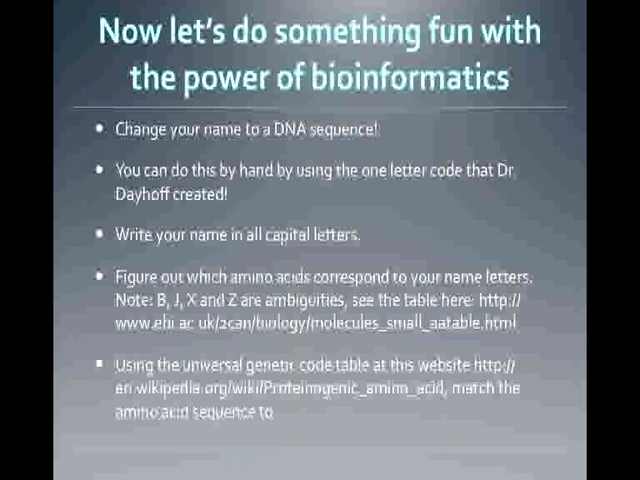 Now let's do something fun with
the power of bioinformatics
• Change your name to a DNA sequence!
• You can do this by hand by using the one letter code that Dr.
Dayhoff created!
• Write your name in all capital letters.
• Figure out which amino acids correspond to your name letters.
Note: B, J, X and Z are ambiguities, see the table here: http://
www.ebi.ac.uk/2can/biology/molecules_small_aatable.html
• Using the universal genetic code table at this website http://
en.wikipedia.org/wiki/Proteinogenic_amino_acid, match the
amino acid sequence to